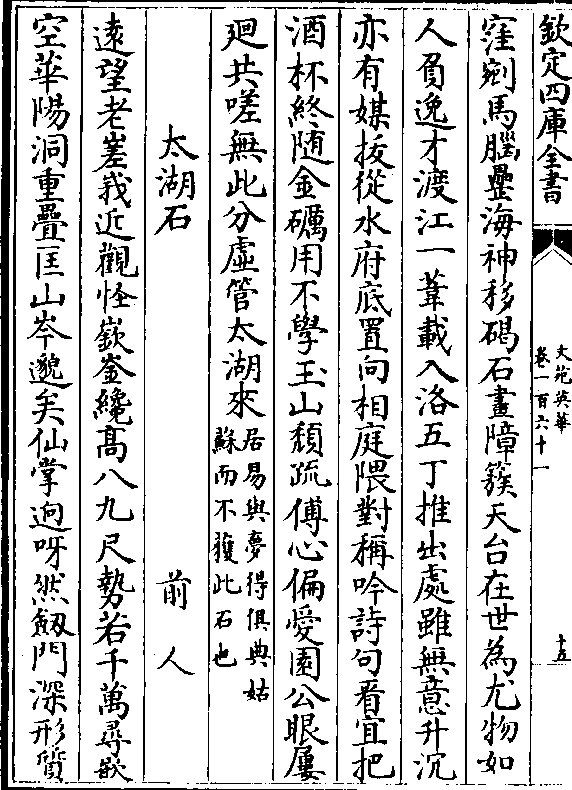 欽定四庫全書
文苑英華
卷一百六十一
十五
窪剜馬腦罍海神移碣石畫障簇天台在世為尤物如
人負逸才渡江一葦載入洛五丁推出處雖無意升沉
亦有媒拔從水府底置向相庭隈對稱吟詩句看宜把
酒杯終随金礪用不學玉山頹疏傅心偏愛園公眼屢
廻共嗟無此分虛管太湖來居易與夢得俱典姑
蘇而不獲此石也
太湖石 前人
遠望老嵳峩近觀怪嶔崟纔髙八九尺勢若千萬尋嵌
空華陽洞重疊匡山岑邈矣仙掌迥呀然劔門深形質